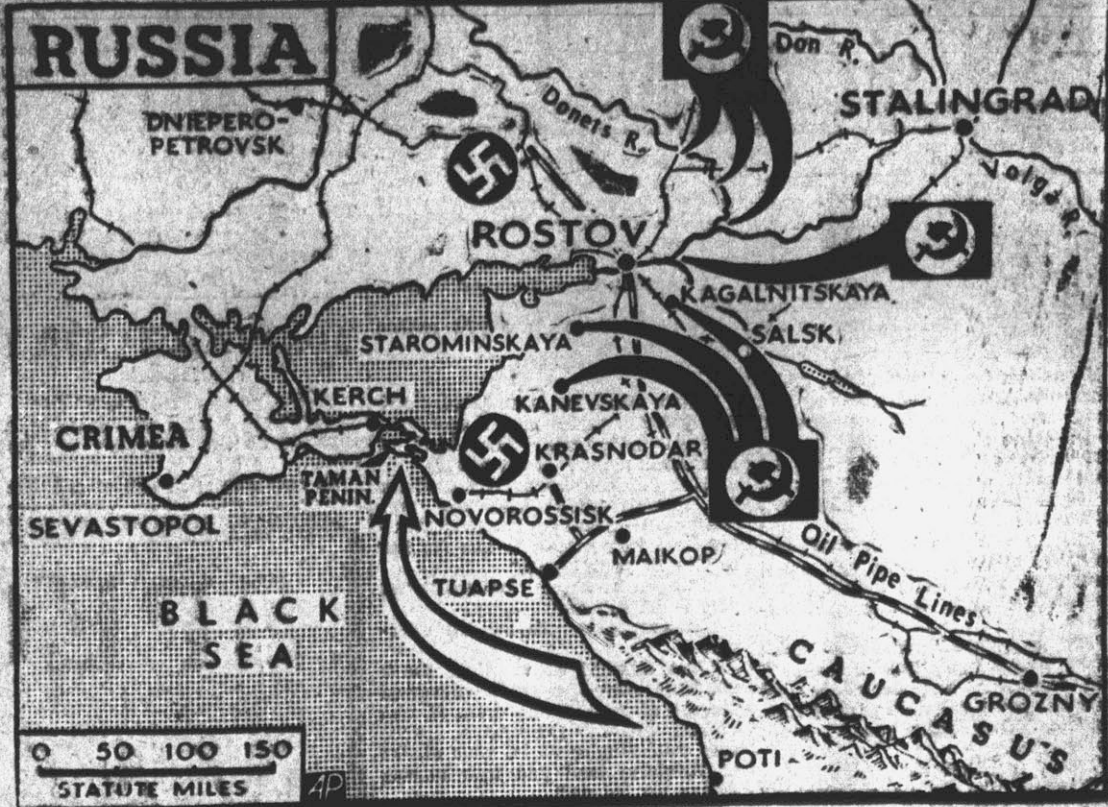 RUSSIA
Don R.
STALINGRAD
DNIEPERO-
PETROVSK
Donets R.
Volga R.
ROSTOV
KAGALNITSKAYA
STAROMINSKAYA
SALSK
KERCH
KANEVSKAYA
CRIMEA
KRASNODAR
TAMAN
PENIN.
SEVASTOPOL
NOVOROSSISK
MAIKOP
Oil Pipe Lines
TUAPSE
BLACK
SEA
CAUCASUS
GROZNY
POTI
0 50 100 150
STATUTE MILES
AP